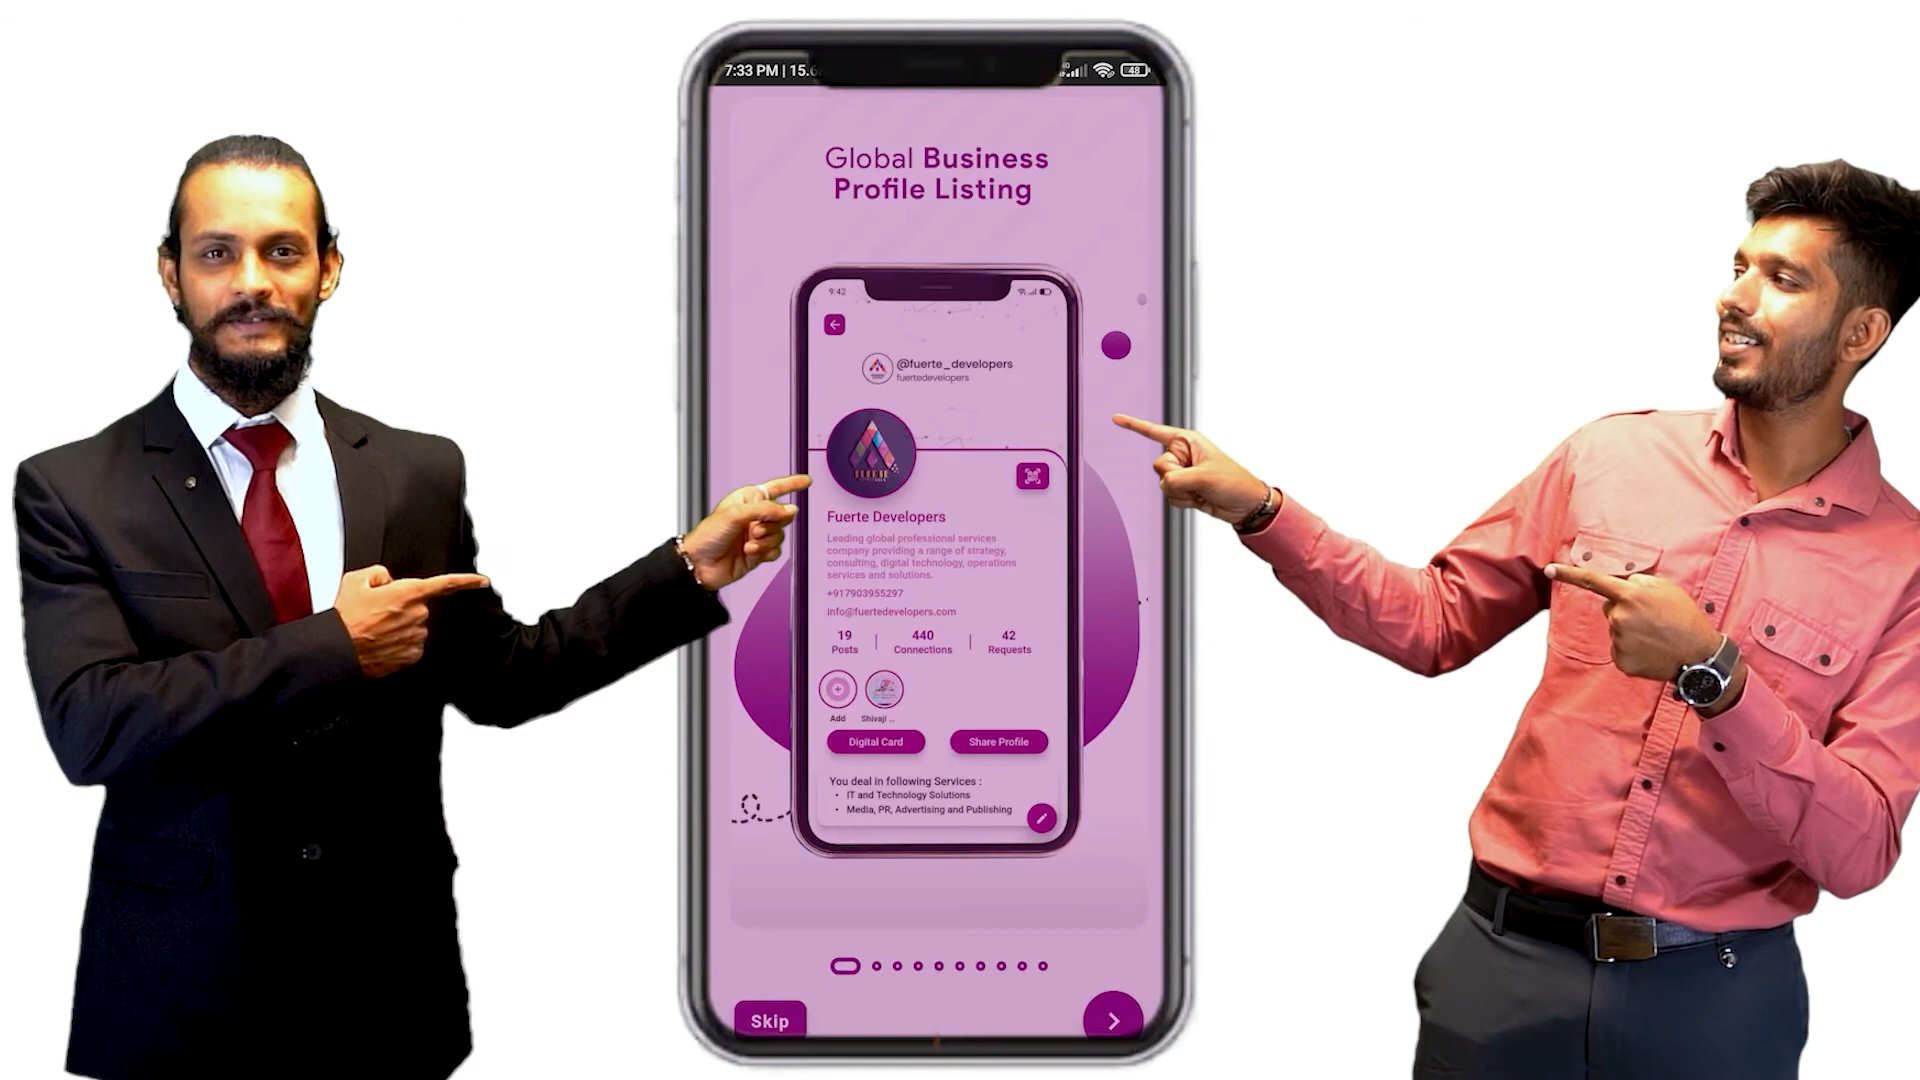 7:33 PM | 15.6
4G
48
Global Business
Profile Listing
9:42
@fuerte_developers
fuertedevelopers
Fuerte Developers
Leading global professional services
company providing a range of strategy,
consulting, digital technology, operations
services and solutions.
+917903955297
info@fuertedevelopers.com
19 440 42
Posts Connections Requests
Add Shivaji ...
Digital Card Share Profile
You deal in following Services :
• IT and Technology Solutions
• Media, PR, Advertising and Publishing
Skip